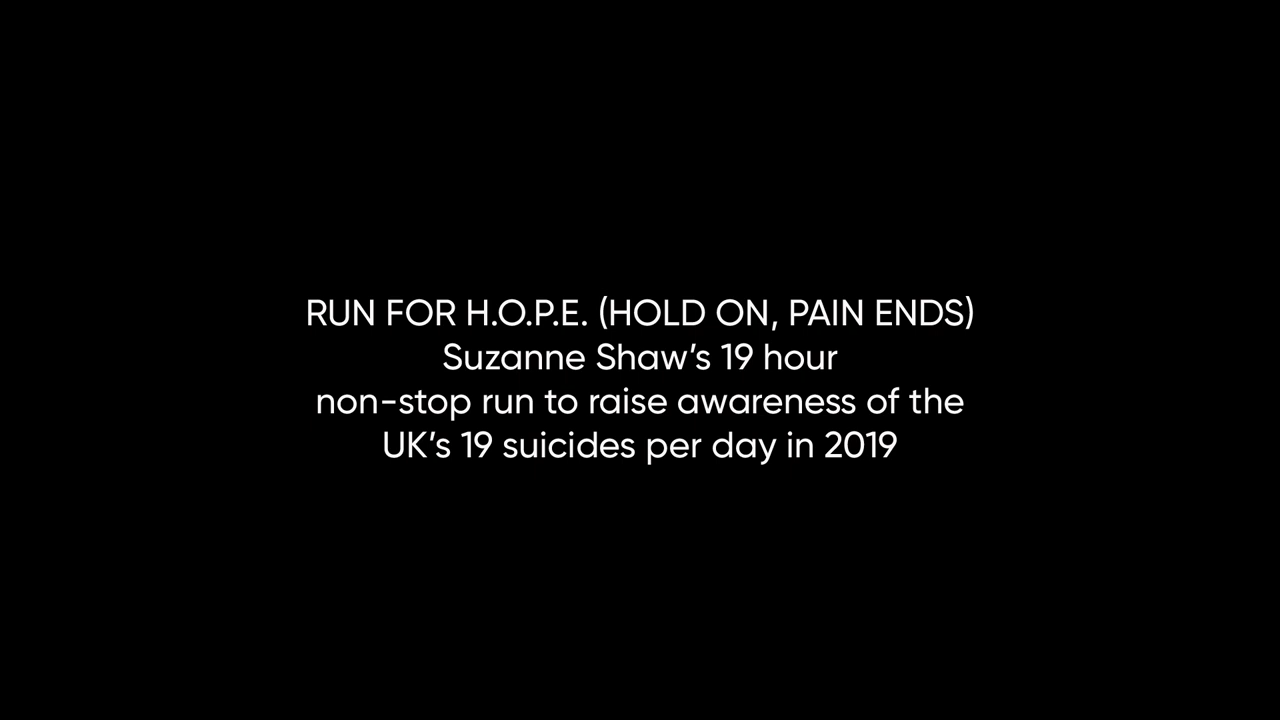 RUN FOR H.O.P.E. (HOLD ON, PAIN ENDS)
Suzanne Shaw’s 19 hour
non-stop run to raise awareness of the
UK’s 19 suicides per day in 2019